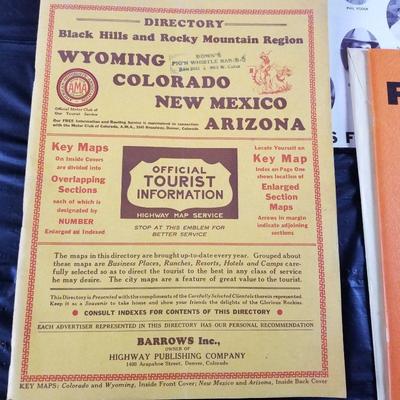 DIRECTORY
Black Hills and Rocky Mountain Region
WYOMING
COLORADO
NEW MEXICO
ARIZONA
PIG'N WHISTLE BAR-B-Q
AMA
Official Motor Club of
Our Tourist Service
Our FREE Information and Routing Service is maintained in connection
with the Motor Club of Colorado, A.M.A., Broadway, Denver, Colorado.
Key Maps
On Inside Covers
are divided into
Overlapping
Sections
each of which is
designated by
NUMBER
Enlarged and Indexed
OFFICIAL
TOURIST
INFORMATION
HIGHWAY MAP SERVICE
STOP AT THIS EMBLEM FOR
BETTER SERVICE
Locate Yourself on
Key Map
Index on Page One
shows location of
Enlarged
Section
Maps
Arrows in margin
indicate adjoining
sections
The maps in this directory are brought up-to-date every year. Grouped about
these maps are Business Places, Ranches, Resorts, Hotels and Camps care-
fully selected so as to direct the tourist to the best in any class of service
he may desire. The city maps are a feature of great value to the tourist.
This Directory is Presented with the compliments of the Carefully Selected Clientele therein represented.
Keep it as a Souvenir to take home and show your friends the delights of the Glorious Rockies.
CONSULT INDEXES FOR CONTENTS OF THIS DIRECTORY
EACH ADVERTISER REPRESENTED IN THIS DIRECTORY HAS OUR PERSONAL RECOMMENDATION
BARROWS Inc.,
OWNER OF
HIGHWAY PUBLISHING COMPANY
1400 Arapahoe Street, Denver, Colorado
KEY MAPS: Colorado and Wyoming, Inside Front Cover; New Mexico and Arizona, Inside Back Cover